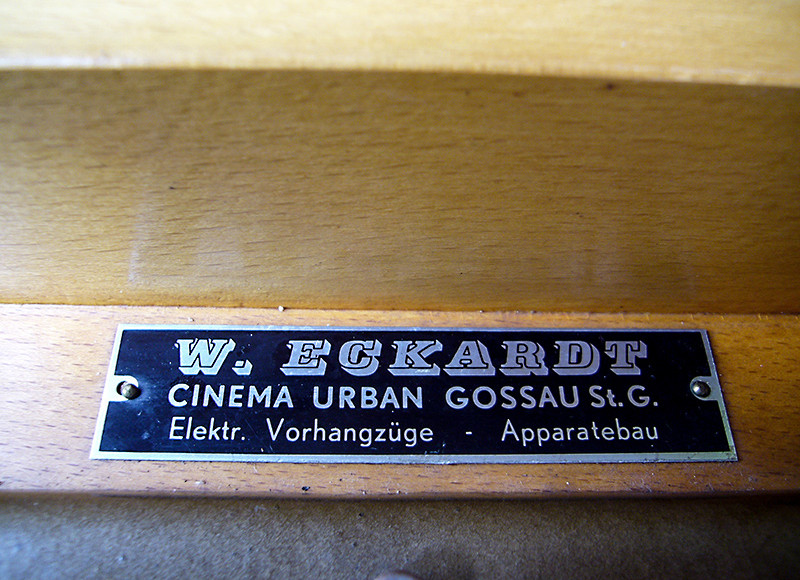 W. ECKARDT
CINEMA URBAN GOSSAU St. G.
Elektr. Vorhangzüge - Apparatebau